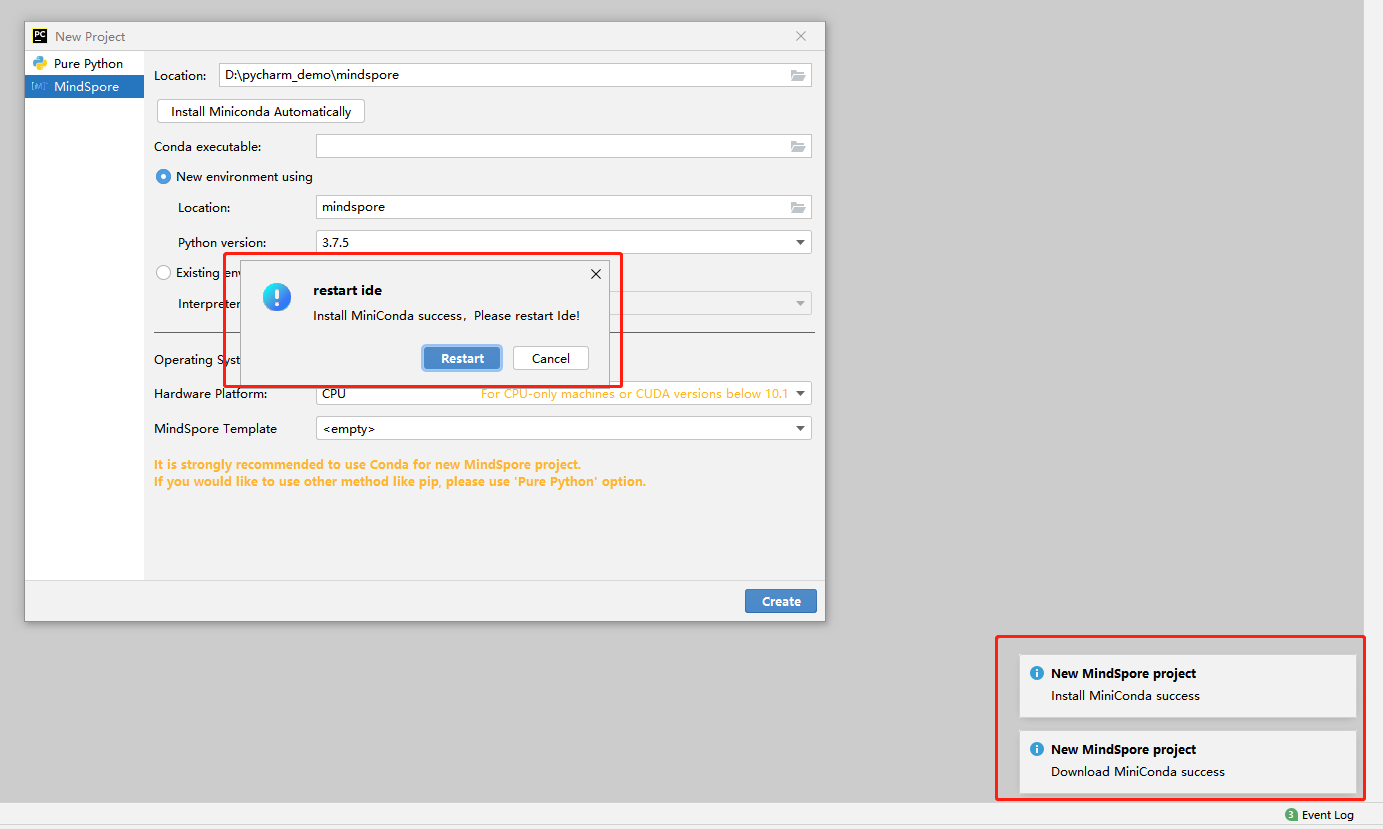 PC New Project
Pure Python
[M] MindSpore
Location: D:\pycharm_demo\mindspore
Install Miniconda Automatically
Conda executable:
New environment using
Location: mindspore
Python version: 3.7.5
Existing env
Interpreter
restart ide
Install MiniConda success，Please restart Ide!
Restart Cancel
Operating Syst
Hardware Platform: CPU For CPU-only machines or CUDA versions below 10.1
MindSpore Template <empty>
It is strongly recommended to use Conda for new MindSpore project.
If you would like to use other method like pip, please use 'Pure Python' option.
Create
New MindSpore project
Install MiniConda success
New MindSpore project
Download MiniConda success
3 Event Log